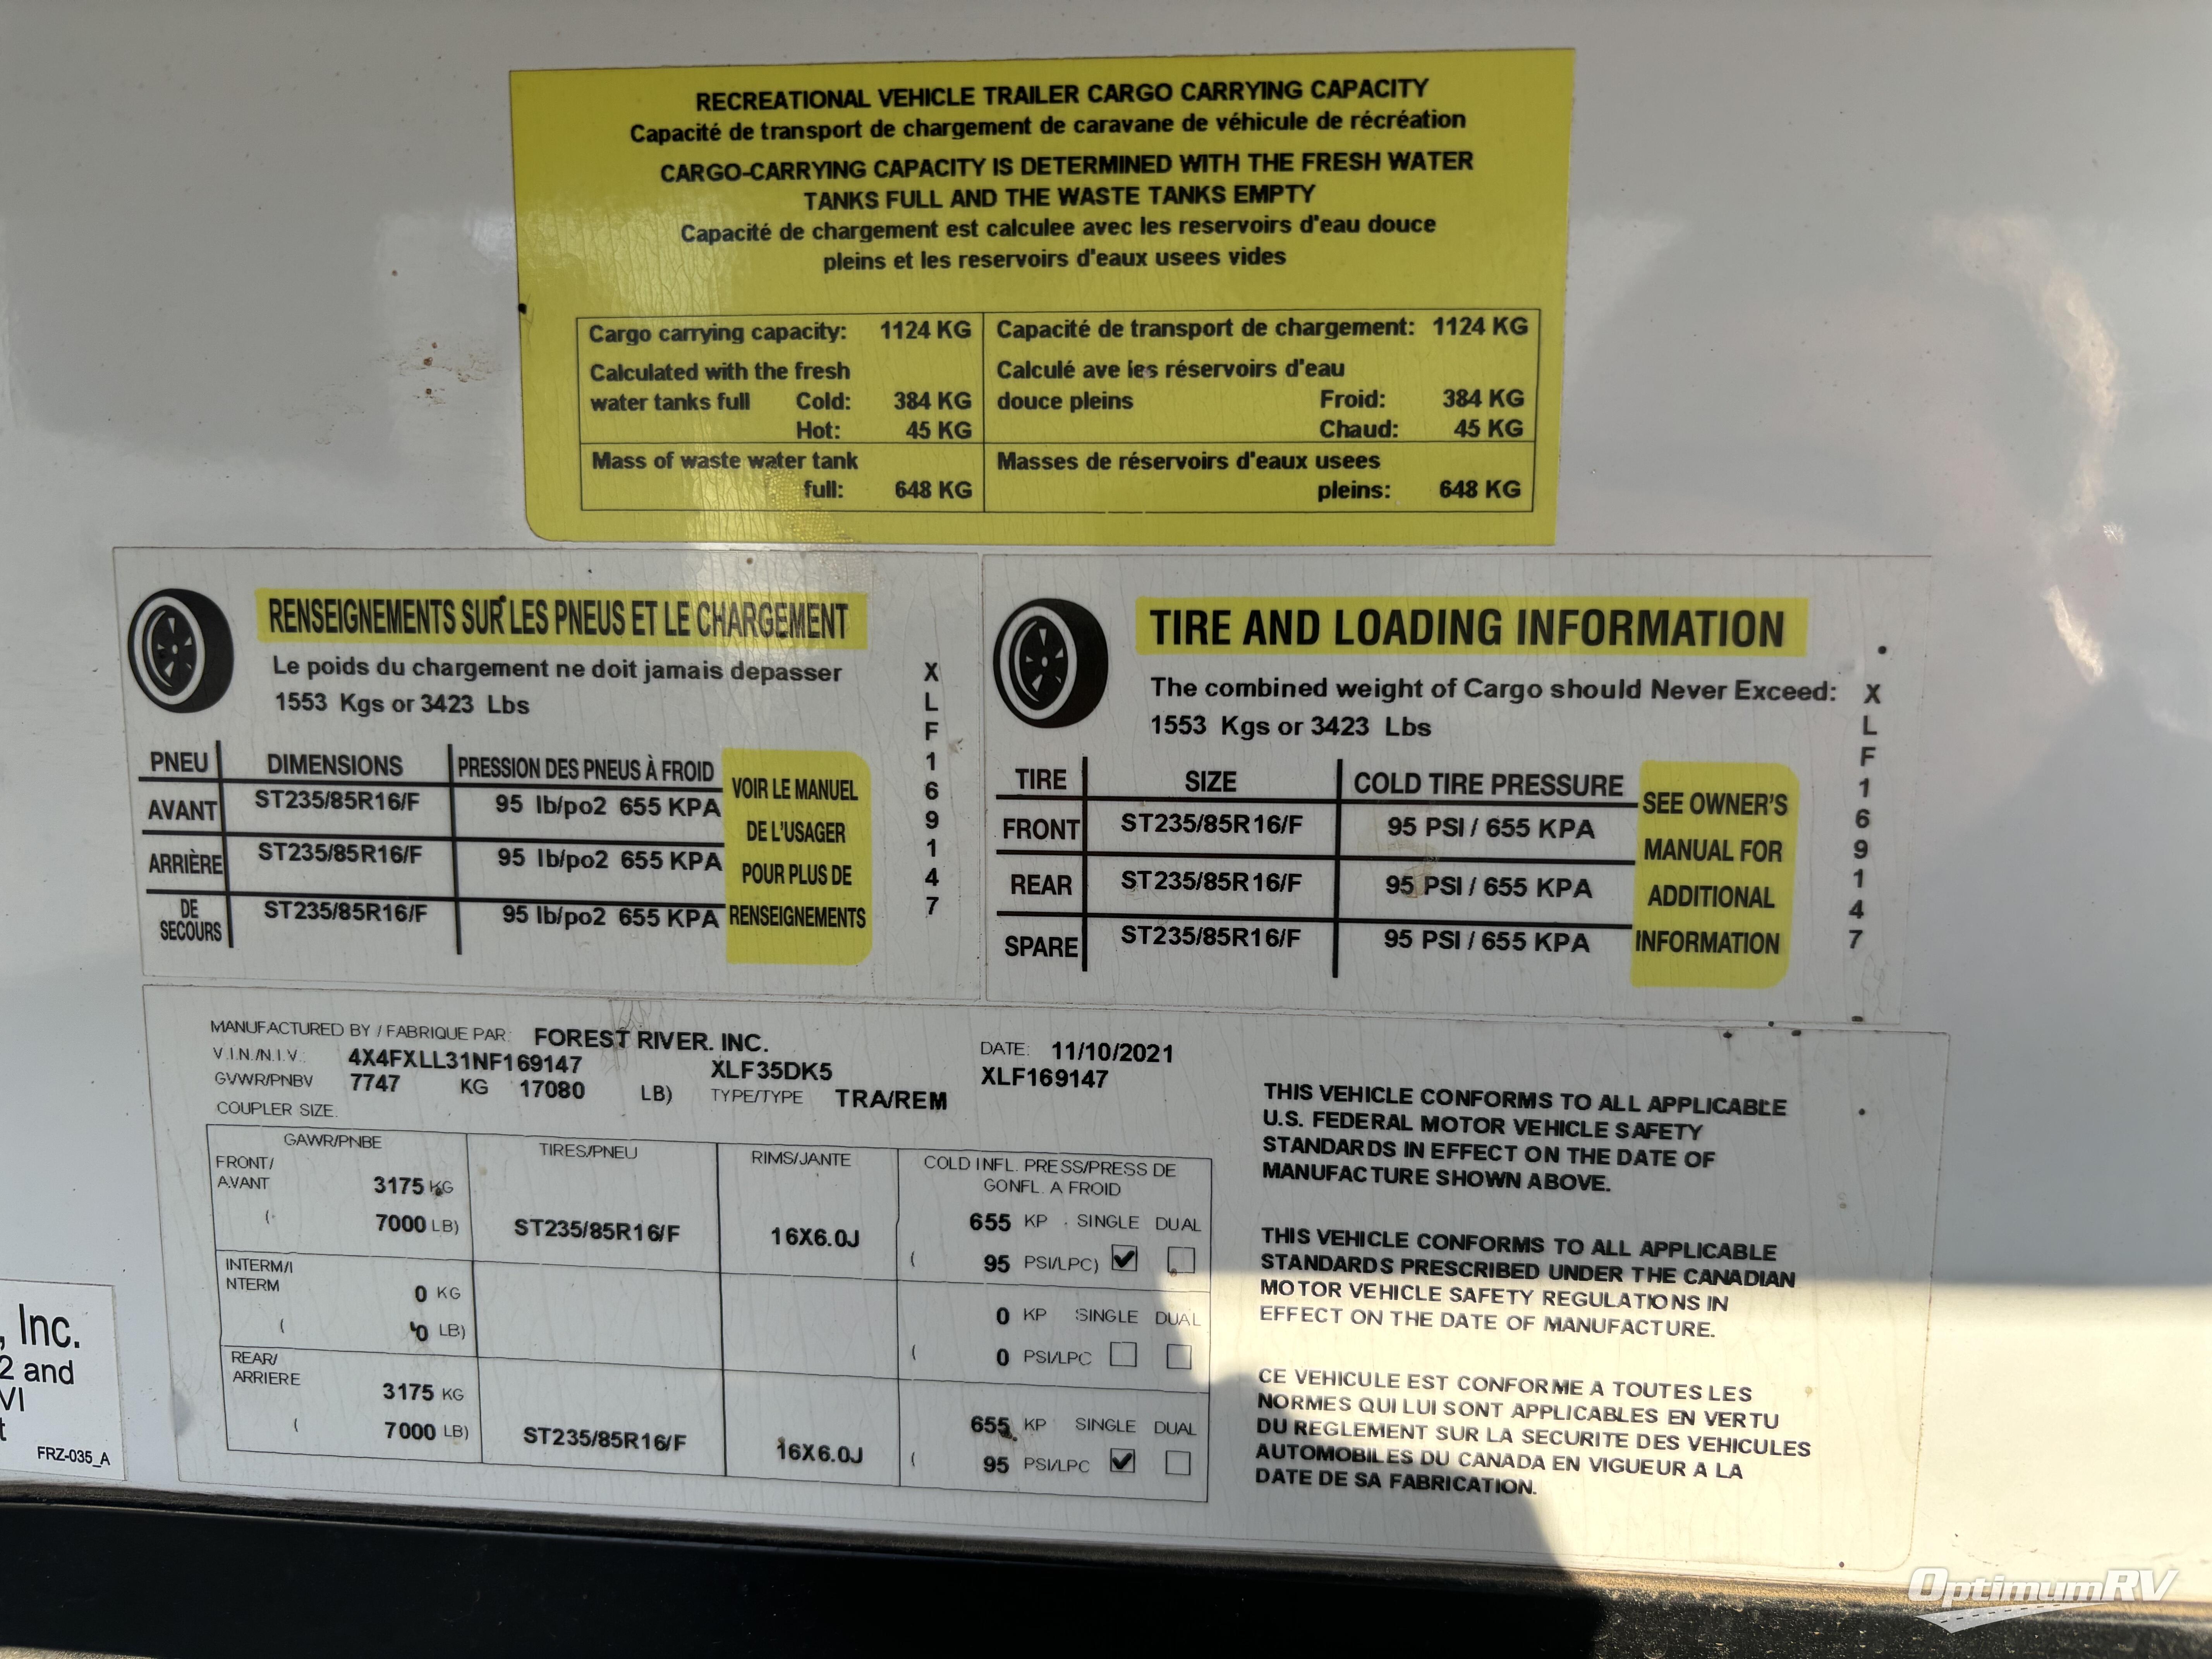 RECREATIONAL VEHICLE TRAILER CARGO CARRYING CAPACITY
Capacité de transport de chargement de caravane de véhicule de récréation
CARGO-CARRYING CAPACITY IS DETERMINED WITH THE FRESH WATER
TANKS FULL AND THE WASTE TANKS EMPTY
Capacité de chargement est calculee avec les reservoirs d'eau douce
pleins et les reservoirs d'eaux usees vides
Cargo carrying capacity: 1124 KG
Calculated with the fresh
water tanks full Cold: 384 KG
Hot: 45 KG
Mass of waste water tank
full: 648 KG
Capacité de transport de chargement: 1124 KG
Calculé ave les réservoirs d'eau
douce pleins Froid: 384 KG
Chaud: 45 KG
Masses de réservoirs d'eaux usees
pleins: 648 KG
RENSEIGNEMENTS SUR LES PNEUS ET LE CHARGEMENT
Le poids du chargement ne doit jamais depasser
1553 Kgs or 3423 Lbs
PNEU DIMENSIONS PRESSION DES PNEUS À FROID
AVANT ST235/85R16/F 95 lb/po2 655 KPA
ARRIÈRE ST235/85R16/F 95 lb/po2 655 KPA
DE
SECOURS ST235/85R16/F 95 lb/po2 655 KPA
VOIR LE MANUEL
DE L'USAGER
POUR PLUS DE
RENSEIGNEMENTS
X
L
F
1
6
9
1
4
7
TIRE AND LOADING INFORMATION
The combined weight of Cargo should Never Exceed:
1553 Kgs or 3423 Lbs
TIRE SIZE COLD TIRE PRESSURE
FRONT ST235/85R16/F 95 PSI / 655 KPA
REAR ST235/85R16/F 95 PSI / 655 KPA
SPARE ST235/85R16/F 95 PSI / 655 KPA
SEE OWNER'S
MANUAL FOR
ADDITIONAL
INFORMATION
X
L
F
1
6
9
1
4
7
MANUFACTURED BY / FABRIQUE PAR: FOREST RIVER. INC.
V.I.N./N.I.V.: 4X4FXLL31NF169147 XLF35DK5
GVWR/PNBV 7747 KG 17080 LB) TYPE/TYPE TRA/REM
COUPLER SIZE.
DATE: 11/10/2021
XLF169147
GAWR/PNBE TIRES/PNEU RIMS/JANTE COLD INFL. PRESS/PRESS DE
GONFL. A FROID
FRONT/
AVANT 3175 KG
( 7000 LB) ST235/85R16/F 16X6.0J
655 KP SINGLE DUAL
( 95 PSI/LPC)
INTERM/I
NTERM 0 KG
( 0 LB)
0 KP SINGLE DUAL
( 0 PSI/LPC
REAR/
ARRIERE 3175 KG
( 7000 LB) ST235/85R16/F 16X6.0J
655 KP SINGLE DUAL
( 95 PSI/LPC
THIS VEHICLE CONFORMS TO ALL APPLICABLE
U.S. FEDERAL MOTOR VEHICLE SAFETY
STANDARDS IN EFFECT ON THE DATE OF
MANUFACTURE SHOWN ABOVE.
THIS VEHICLE CONFORMS TO ALL APPLICABLE
STANDARDS PRESCRIBED UNDER THE CANADIAN
MOTOR VEHICLE SAFETY REGULATIONS IN
EFFECT ON THE DATE OF MANUFACTURE.
CE VEHICULE EST CONFORME A TOUTES LES
NORMES QUI LUI SONT APPLICABLES EN VERTU
DU REGLEMENT SUR LA SECURITE DES VEHICULES
AUTOMOBILES DU CANADA EN VIGUEUR A LA
DATE DE SA FABRICATION.
, Inc.
2 and
VI
t
FRZ-035_A
OptimumRV